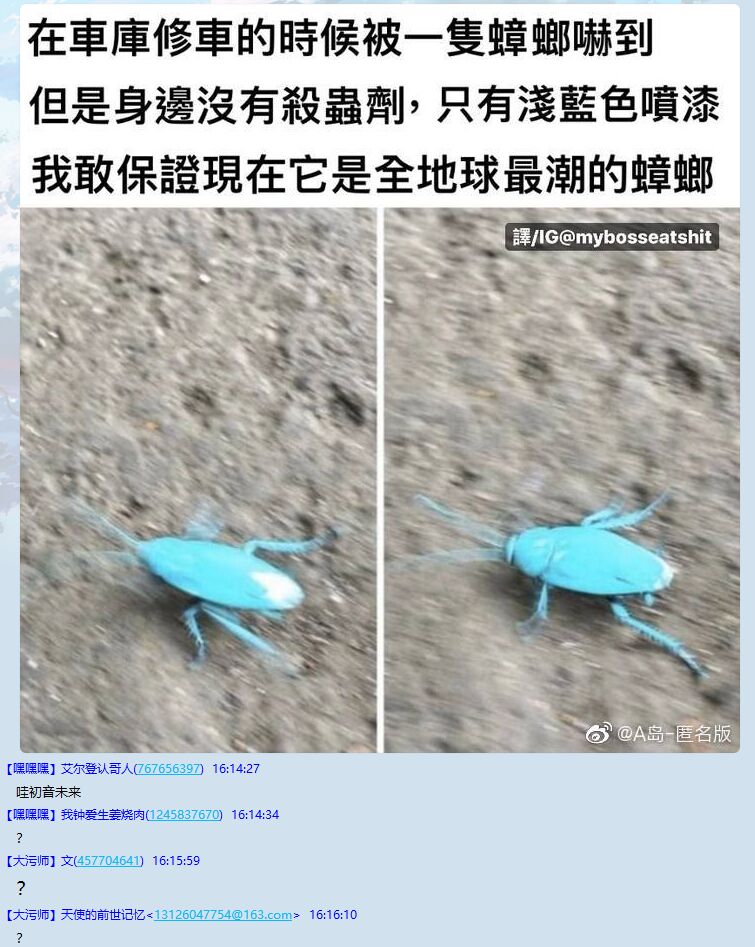 在車庫修車的時候被一隻蟑螂嚇到
但是身邊沒有殺蟲劑，只有淺藍色噴漆
我敢保證現在它是全地球最潮的蟑螂
譯/IG@mybosseatshit
@A岛-匿名版
【嘿嘿嘿】艾尔登认哥人(767656397) 16:14:27
哇初音未来
【嘿嘿嘿】我钟爱生姜烧肉(1245837670) 16:14:34
?
【大污师】文(457704641) 16:15:59
?
【大污师】天使的前世记忆<13126047754@163.com> 16:16:10
?